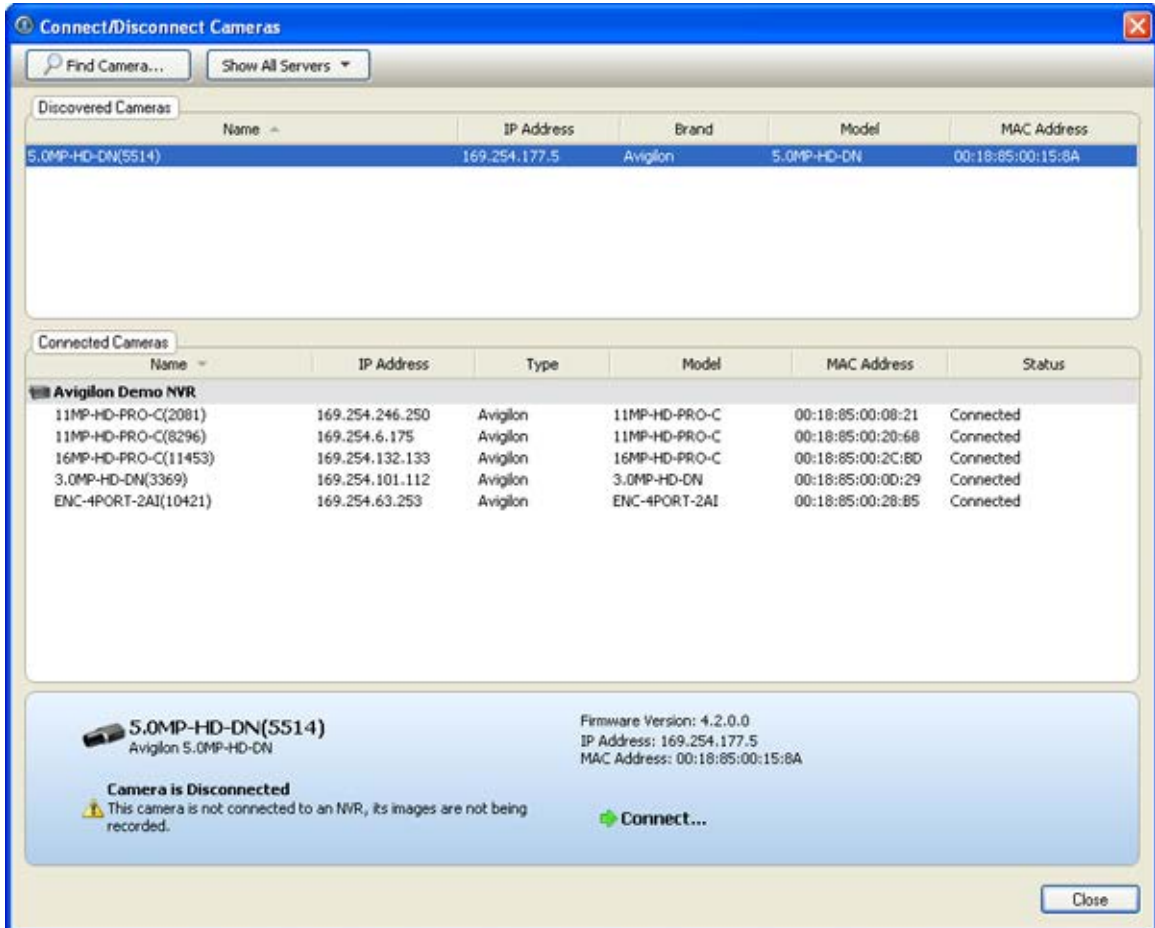 Connect/Disconnect Cameras
Find Camera... Show All Servers
Discovered Cameras
Name IP Address Brand Model MAC Address
5.0MP-HD-DN(5514) 169.254.177.5 Avigilon 5.0MP-HD-DN 00:18:85:00:15:8A
Connected Cameras
Name IP Address Type Model MAC Address Status
Avigilon Demo NVR
11MP-HD-PRO-C(2081) 169.254.246.250 Avigilon 11MP-HD-PRO-C 00:18:85:00:08:21 Connected
11MP-HD-PRO-C(8296) 169.254.6.175 Avigilon 11MP-HD-PRO-C 00:18:85:00:20:68 Connected
16MP-HD-PRO-C(11453) 169.254.132.133 Avigilon 16MP-HD-PRO-C 00:18:85:00:2C:BD Connected
3.0MP-HD-DN(3369) 169.254.101.112 Avigilon 3.0MP-HD-DN 00:18:85:00:0D:29 Connected
ENC-4PORT-2AI(10421) 169.254.63.253 Avigilon ENC-4PORT-2AI 00:18:85:00:28:B5 Connected
5.0MP-HD-DN(5514)
Avigilon 5.0MP-HD-DN
Firmware Version: 4.2.0.0
IP Address: 169.254.177.5
MAC Address: 00:18:85:00:15:8A
Camera is Disconnected
This camera is not connected to an NVR, its images are not being
recorded.
Connect...
Close